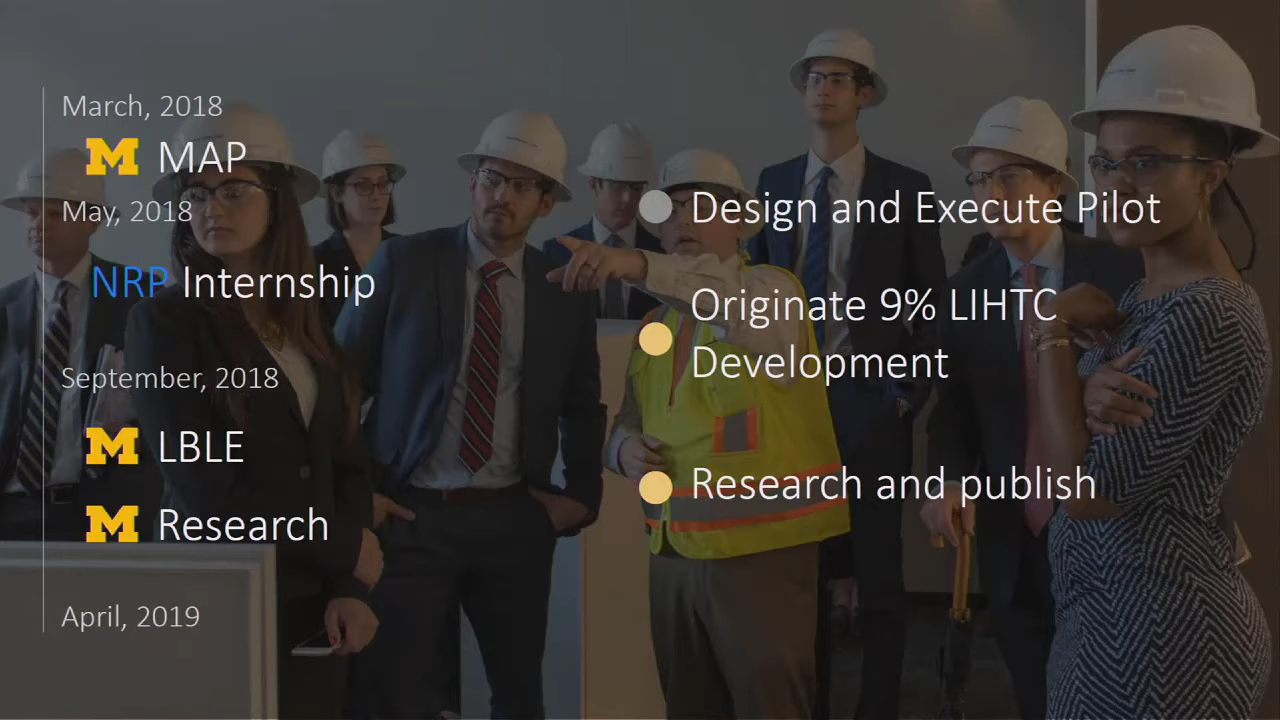 March, 2018
M MAP
May, 2018
NRP Internship
September, 2018
M LBLE
M Research
April, 2019
Design and Execute Pilot
Originate 9% LIHTC
Development
Research and publish